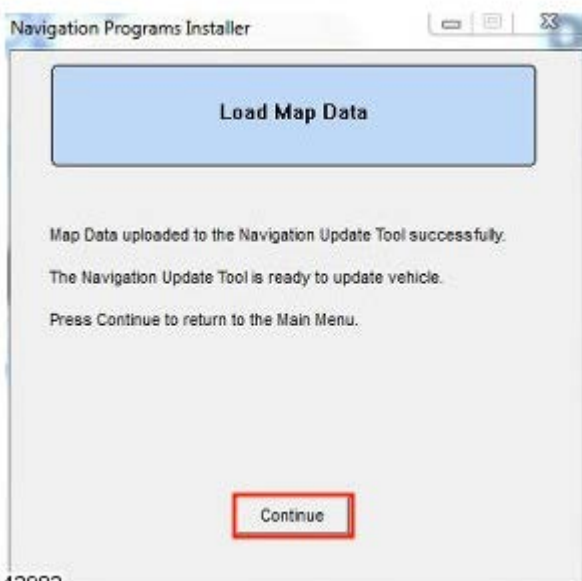 Navigation Programs Installer
Load Map Data
Map Data uploaded to the Navigation Update Tool successfully.
The Navigation Update Tool is ready to update vehicle.
Press Continue to return to the Main Menu.
Continue